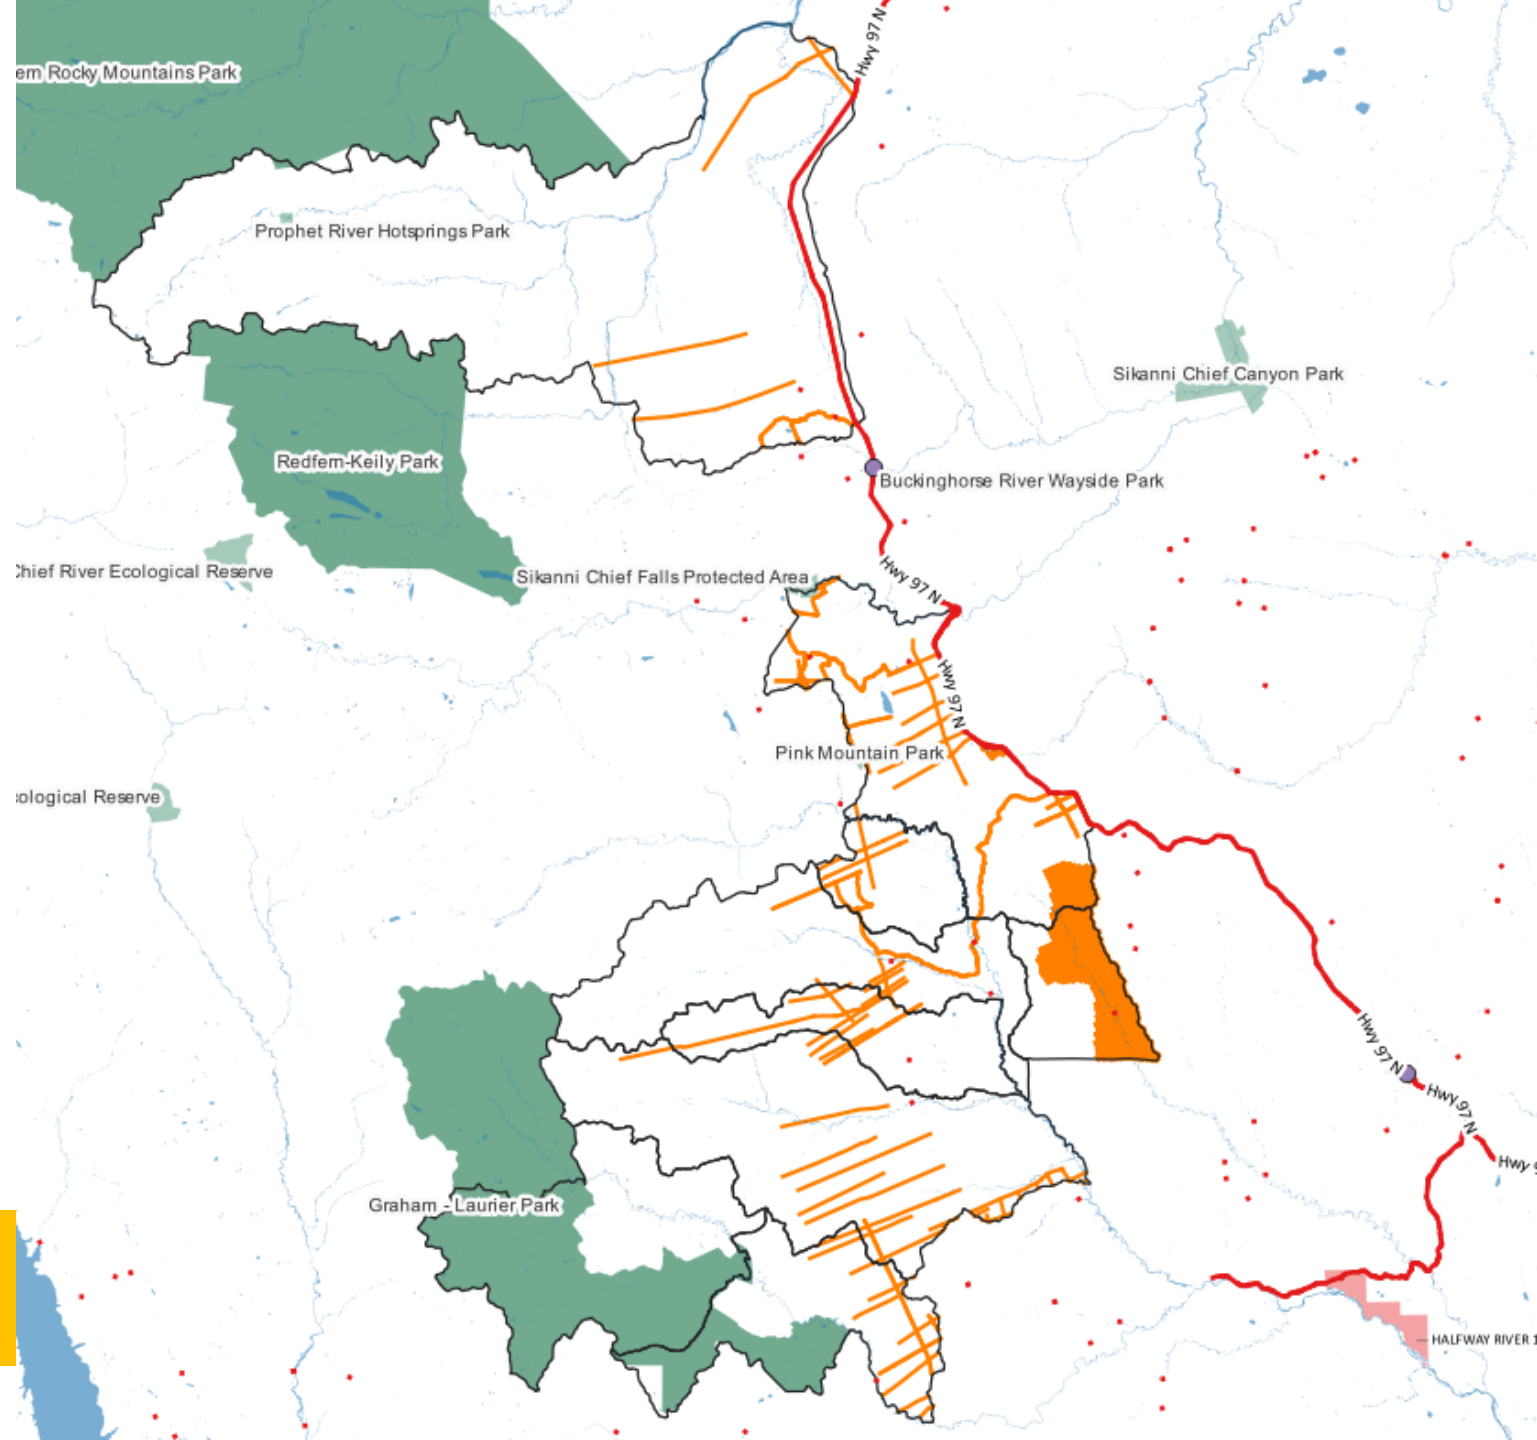 Hwy 97 N
ern Rocky Mountains Park
Prophet River Hotsprings Park
Sikanni Chief Canyon Park
Redfern-Keily Park
Buckinghorse River Wayside Park
Chief River Ecological Reserve
Sikanni Chief Falls Protected Area
Hwy 97 N
Hwy 97 N
Pink Mountain Park
cological Reserve
Hwy 97 N
Hwy 97 N
Hwy 9
Graham - Laurier Park
HALFWAY RIVER 1